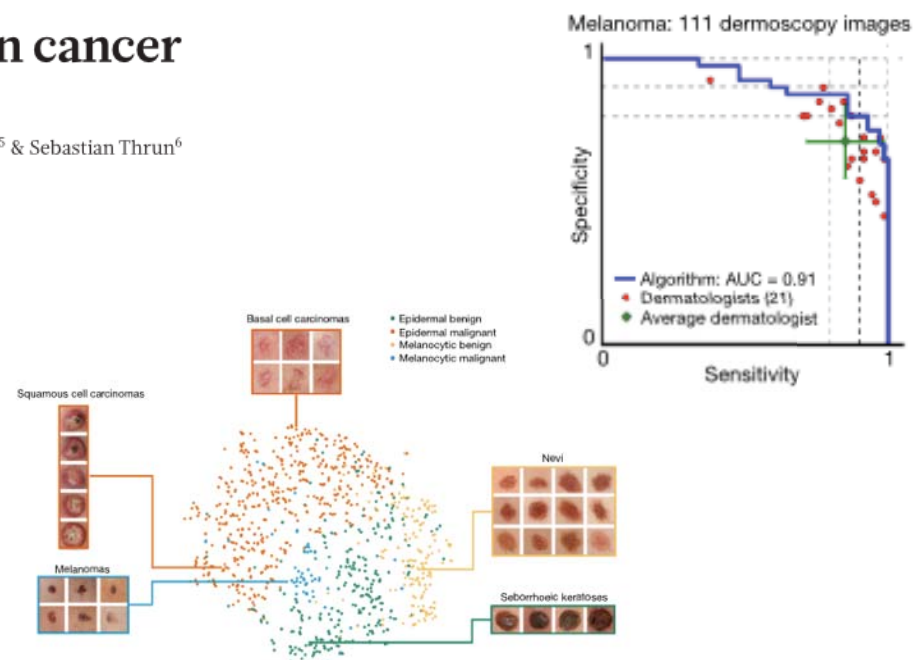 n cancer
5 & Sebastian Thrun6
Melanoma: 111 dermoscopy images
1
Specificity
Algorithm: AUC = 0.91
Dermatologists (21)
Average dermatologist
0
0
1
Sensitivity
Basal cell carcinomas
Epidermal benign
Epidermal malignant
Melanocytic benign
Melanocytic malignant
Squamous cell carcinomas
Nevi
Melanomas
Seborrhoeic keratoses